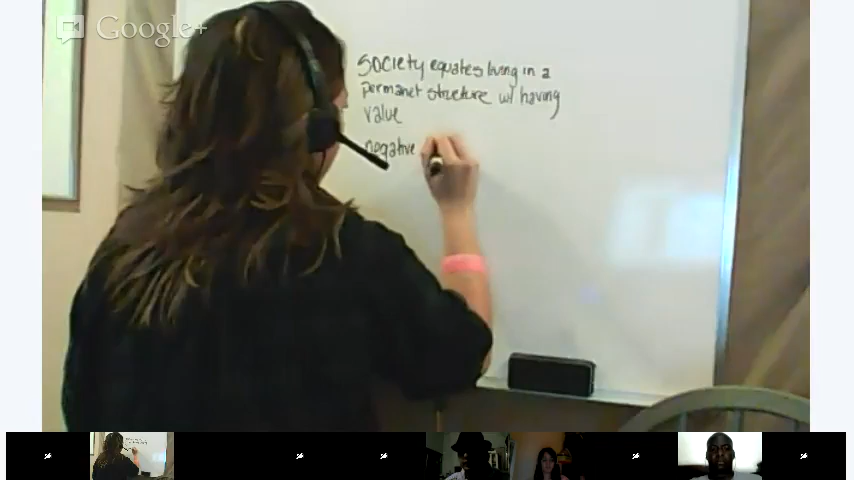 Google+
Society equates living in a
permanet structure w/ having
value
negative